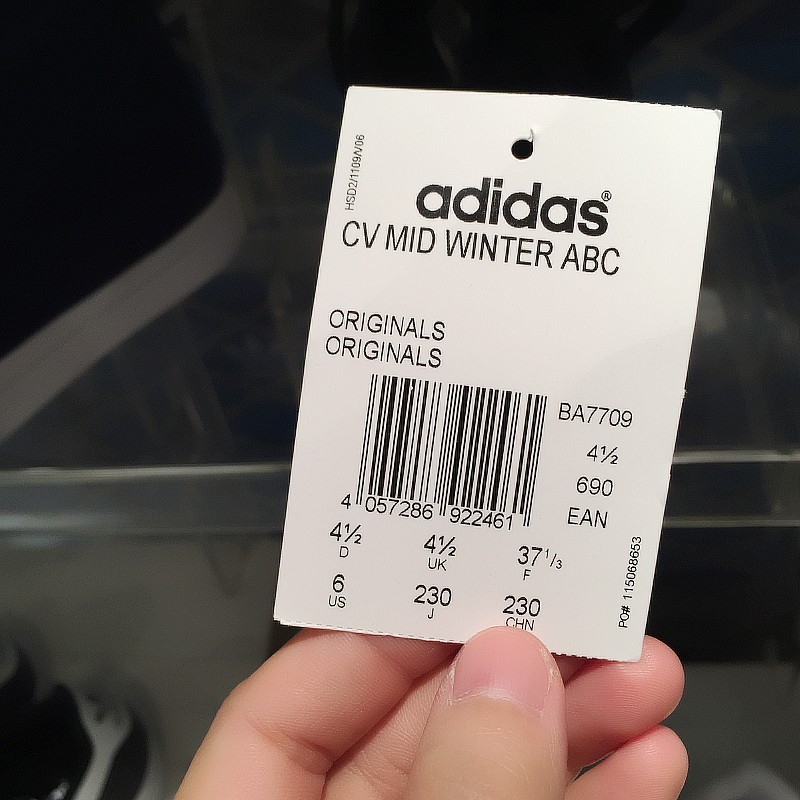 HSD2/1109/V06
adidas®
CV MID WINTER ABC
ORIGINALS
ORIGINALS
BA7709
4½
690
EAN
4 057286 922461
4½ 4½ 37¹/₃
D UK F
6 230 230
US J CHN
PO# 115068653